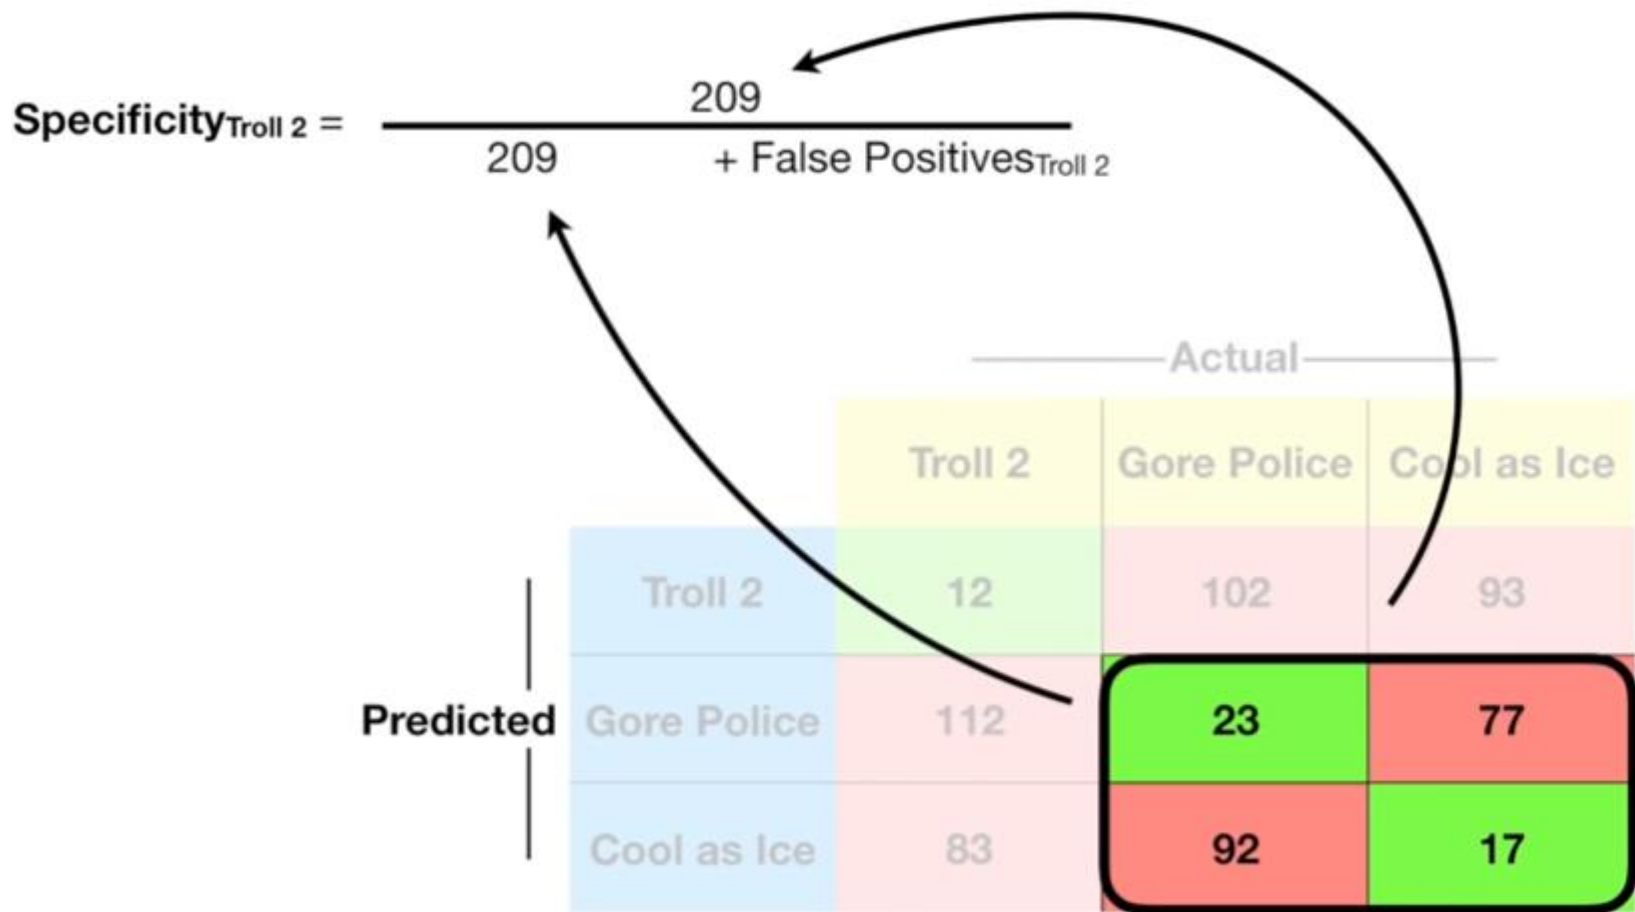 209
Specificity Troll 2 =
209 + False Positives Troll 2
Actual
Troll 2 Gore Police Cool as Ice
Troll 2 12 102 93
Predicted Gore Police 112 23 77
Cool as Ice 83 92 17